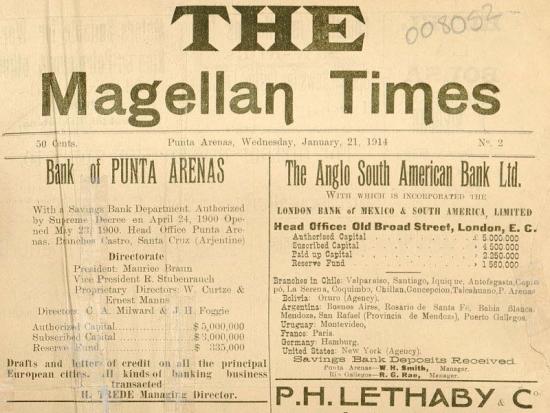 THE
008052
Magellan Times
50 Cents.
Punta Arenas, Wednesday, January, 21, 1914
No. 2
Bank of PUNTA ARENAS
With a Savings Bank Department. Authorized
by Supreme Decree en April 24, 1900 Ope-
ned May 23, 1900. Head Office Punta Are-
nas. Branches Castro, Santa Cruz (Arjentine)
Directorate
President: Maurice Braun
Vice President R. Stubenranch
Proprietary Directors: W. Curtze &
Ernest Manns
Directors: C. A. Milward & J. H. Foggie
Authorized Capital...... $ 5,000,000
Subscribed Capital...... $ 3,000,000
Reserve Fund............ $ 335,000
Drafts and letters of credit on all the principal
European cities. All kinds of banking business
transacted
H. TREDE Managing Director.
The Anglo South American Bank Ltd.
WITH WHICH IS INCORPORATED THE
LONDON BANK of MEXICO & SOUTH AMERICA, LIMITED
Head Office: Old Broad Street, London, E. C.
Authorised Capital . . . . . . £ 5.000.000
Suscribed Capital . . . . . . » 4 500 000
Paid up Capital . . . . . . » 2.250.000
Reserve Fund . . . . . . » 1 560.000
Branches in Chile: Valparaiso, Santiago, Iquique, Antofagasta, Copia-
pó, La Serena, Coquimbo, Chillan, Concepcion, Talcahuano, P. Arenas
Bolivia: Oruro (Agency).
Argentina: Buenos Aires, Rosario de Santa Fe, Bahia Blanca
Mendoza, San Rafael (Provincia de Mendoza), Puerto Gallegos.
Uruguay: Montevideo,
France: Paris.
Germany: Hamburg.
United States: New York (Agency).
Savings Bank Deposits Received
Punta Arenas—W. H. Smith, Manager.
Rio Gallegos—R. G. Rae, Manager.
P.H. LETHABY & Co